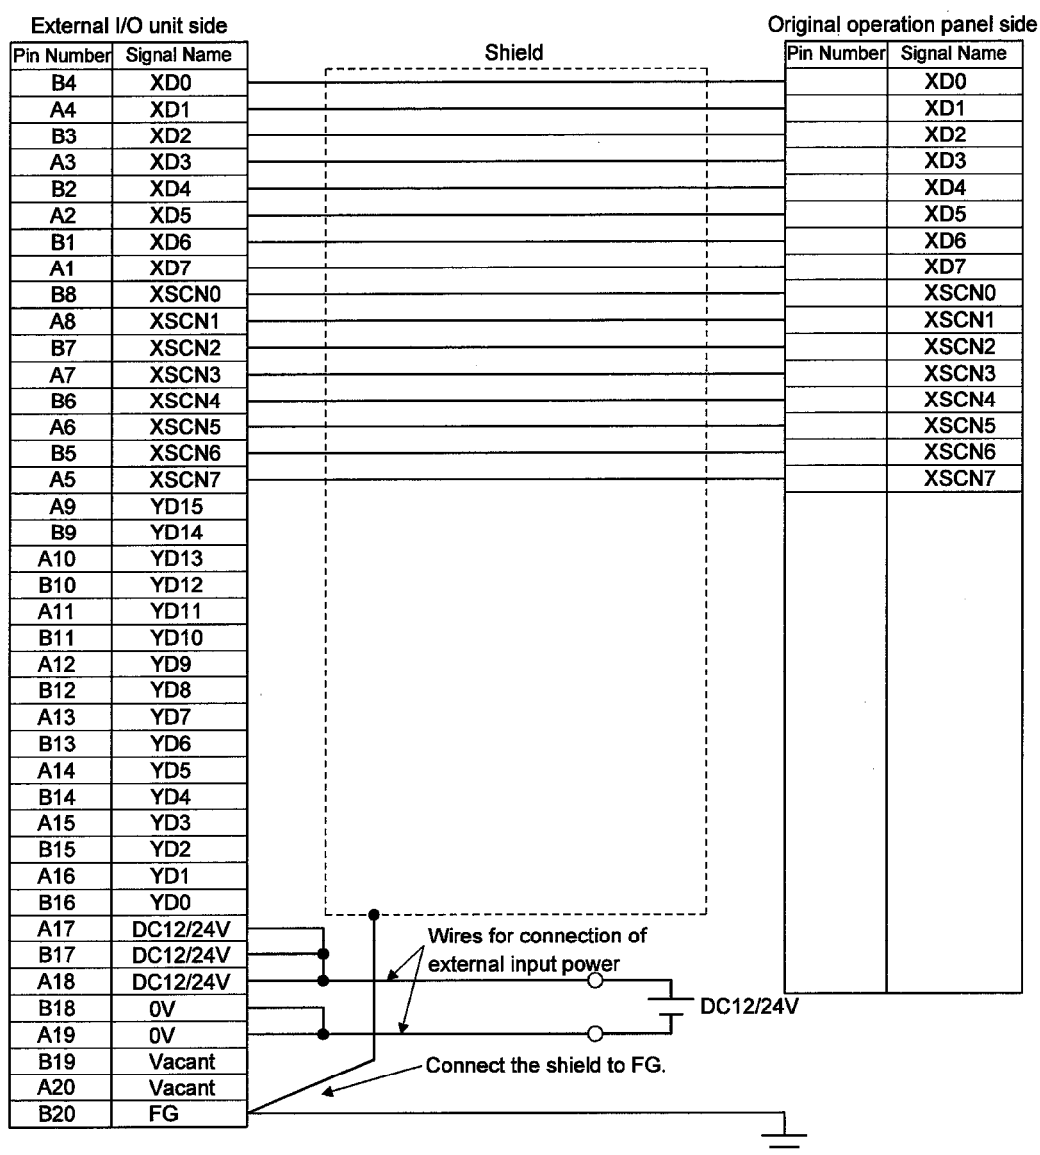 External I/O unit side Original operation panel side
Pin Number Signal Name Shield Pin Number Signal Name
B4 XD0 XD0
A4 XD1 XD1
B3 XD2 XD2
A3 XD3 XD3
B2 XD4 XD4
A2 XD5 XD5
B1 XD6 XD6
A1 XD7 XD7
B8 XSCN0 XSCN0
A8 XSCN1 XSCN1
B7 XSCN2 XSCN2
A7 XSCN3 XSCN3
B6 XSCN4 XSCN4
A6 XSCN5 XSCN5
B5 XSCN6 XSCN6
A5 XSCN7 XSCN7
A9 YD15
B9 YD14
A10 YD13
B10 YD12
A11 YD11
B11 YD10
A12 YD9
B12 YD8
A13 YD7
B13 YD6
A14 YD5
B14 YD4
A15 YD3
B15 YD2
A16 YD1
B16 YD0
A17 DC12/24V Wires for connection of
B17 DC12/24V external input power
A18 DC12/24V
B18 0V DC12/24V
A19 0V
B19 Vacant Connect the shield to FG.
A20 Vacant
B20 FG